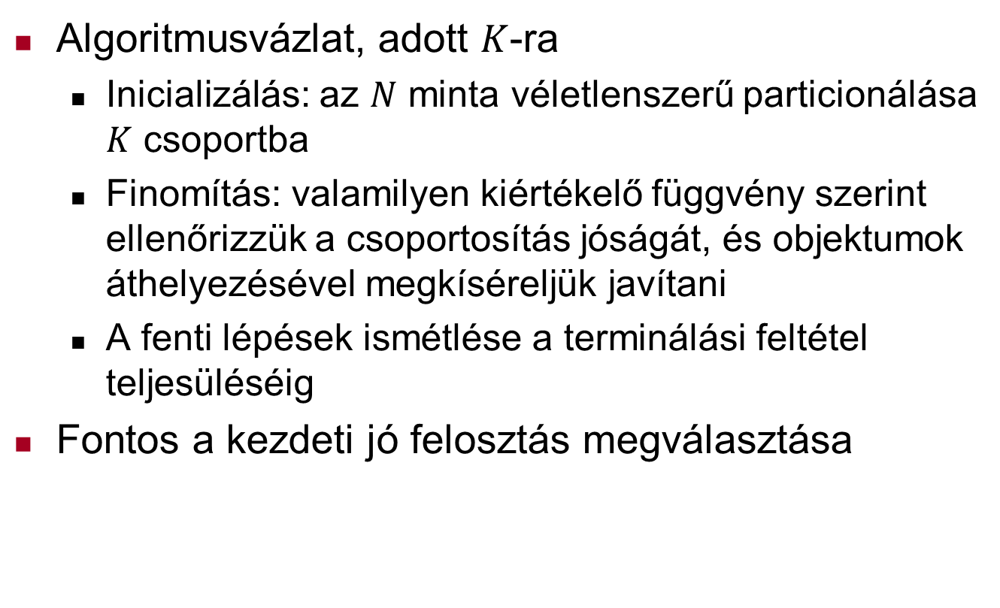 Algoritmusvázlat, adott K-ra
Inicializálás: az N minta véletlenszerű particionálása
K csoportba
Finomítás: valamilyen kiértékelő függvény szerint
ellenőrizzük a csoportosítás jóságát, és objektumok
áthelyezésével megkíséreljük javítani
A fenti lépések ismétlése a terminálási feltétel
teljesüléséig
Fontos a kezdeti jó felosztás megválasztása